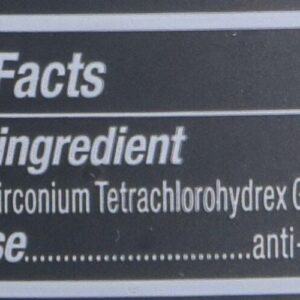 Facts
ingredient
irconium Tetrachlorohydrex G
se......................anti-